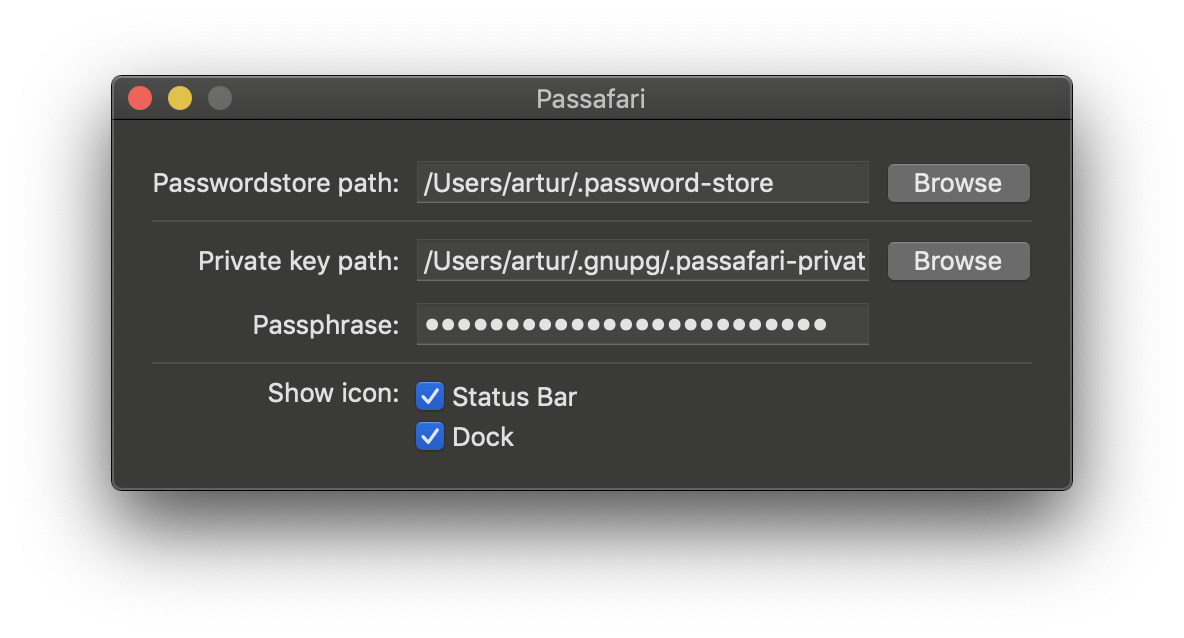 Passafari
Passwordstore path: /Users/artur/.password-store Browse
Private key path: /Users/artur/.gnupg/.passafari-privat Browse
Passphrase: •••••••••••••••••••••••••
Show icon: Status Bar
Dock